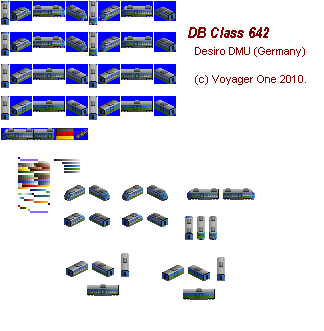 DB Class 642
Desiro DMU (Germany)
(c) Voyager One 2010.